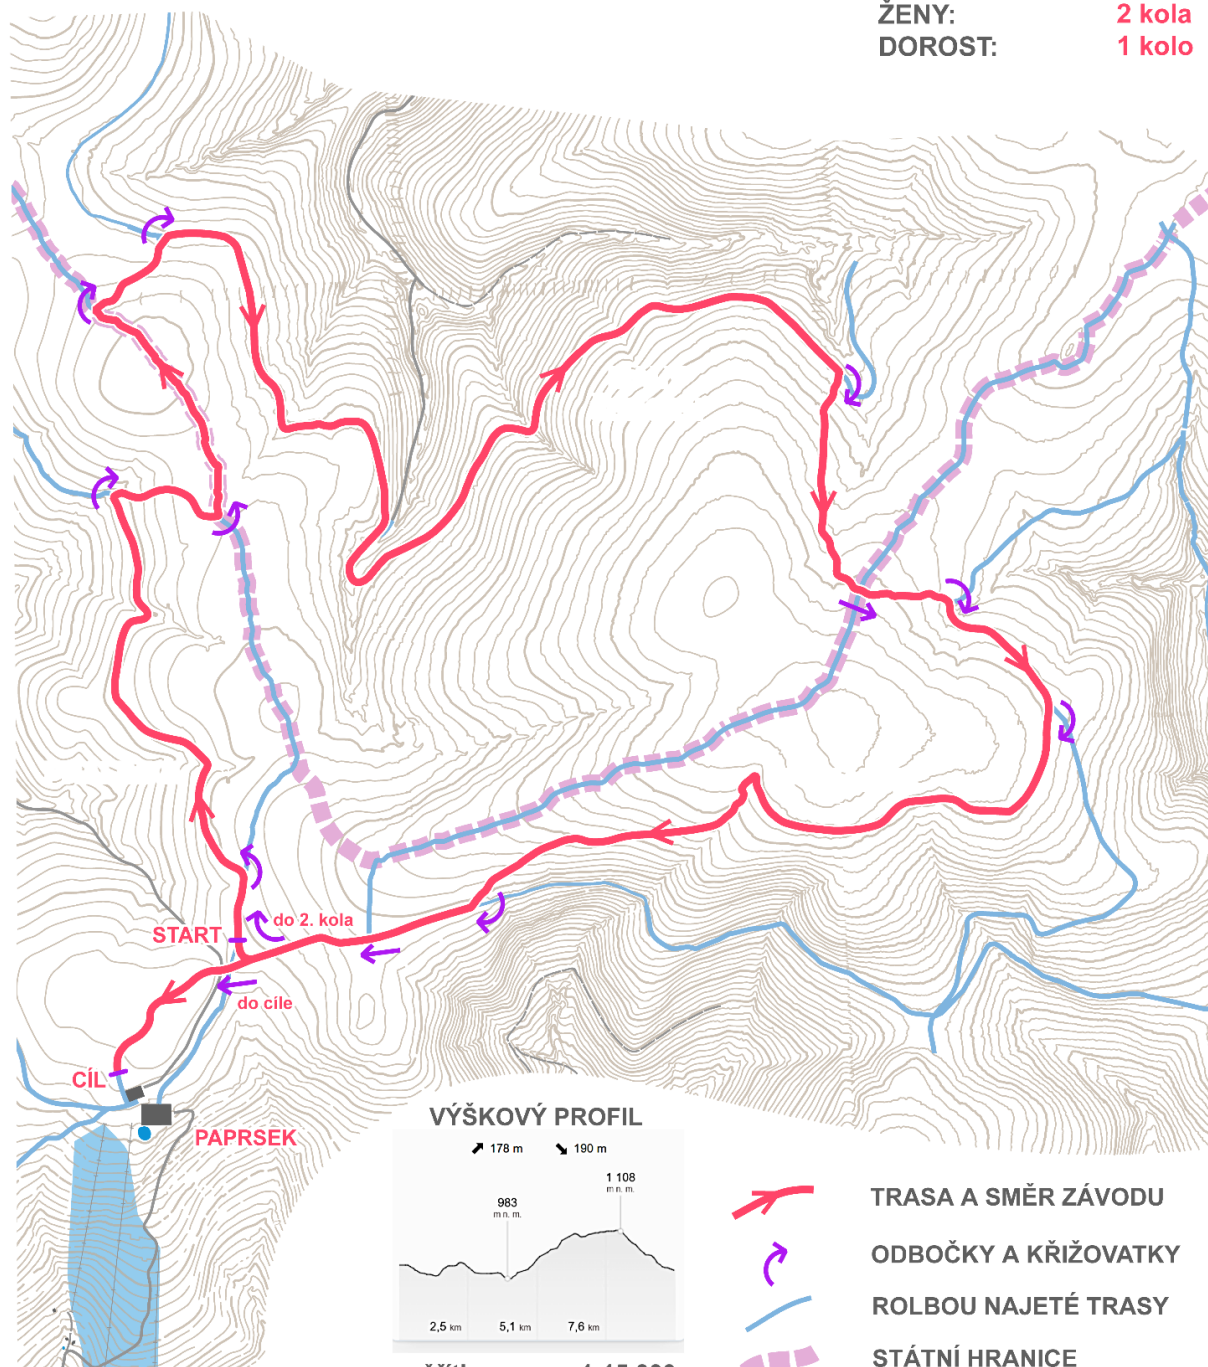 ŽENY: 2 kola
DOROST: 1 kolo
do 2. kola
START
do cíle
CÍL
PAPRSEK
VÝŠKOVÝ PROFIL
178 m 190 m
1 108
m n. m.
983
m n. m.
2,5 km 5,1 km 7,6 km
TRASA A SMĚR ZÁVODU
ODBOČKY A KŘIŽOVATKY
ROLBOU NAJETÉ TRASY
STÁTNÍ HRANICE